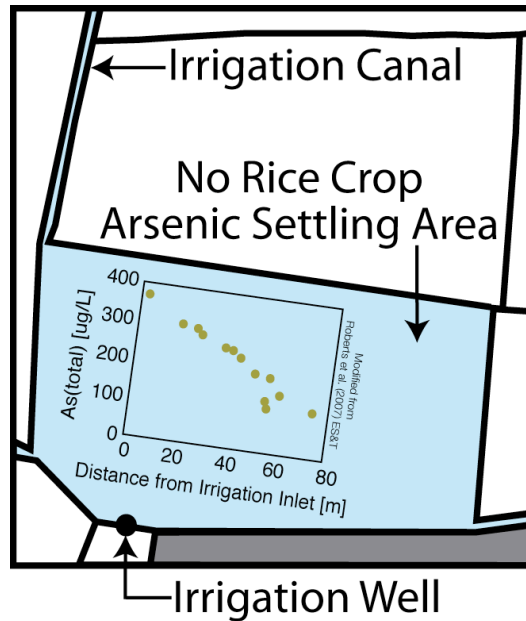 Irrigation Canal
No Rice Crop
Arsenic Settling Area
400
300
200
100
0
As(total) [ug/L]
0
20
40
60
80
Distance from Irrigation Inlet [m]
Modified from
Roberts et al. (2007) ES&T
Irrigation Well